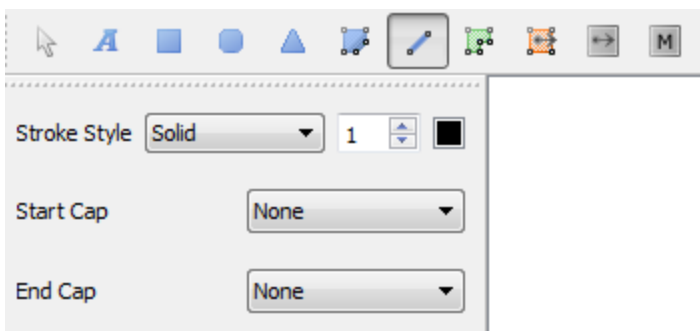 A M
Stroke Style Solid 1
Start Cap None
End Cap None